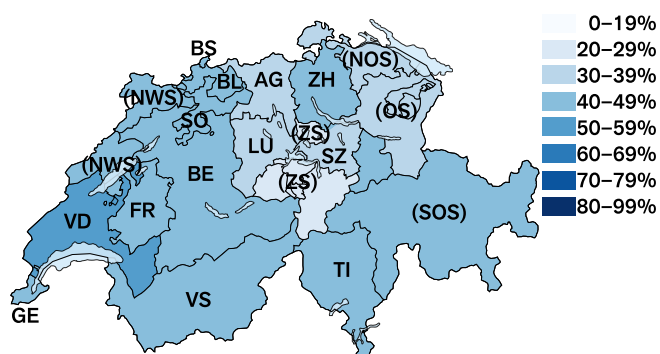 BS
(NOS)
BL
AG
ZH
(NWS)
(OS)
SO
(ZS)
LU
SZ
(NWS)
BE
(ZS)
VD
FR
(SOS)
TI
VS
GE
0–19%
20–29%
30–39%
40–49%
50–59%
60–69%
70–79%
80–99%